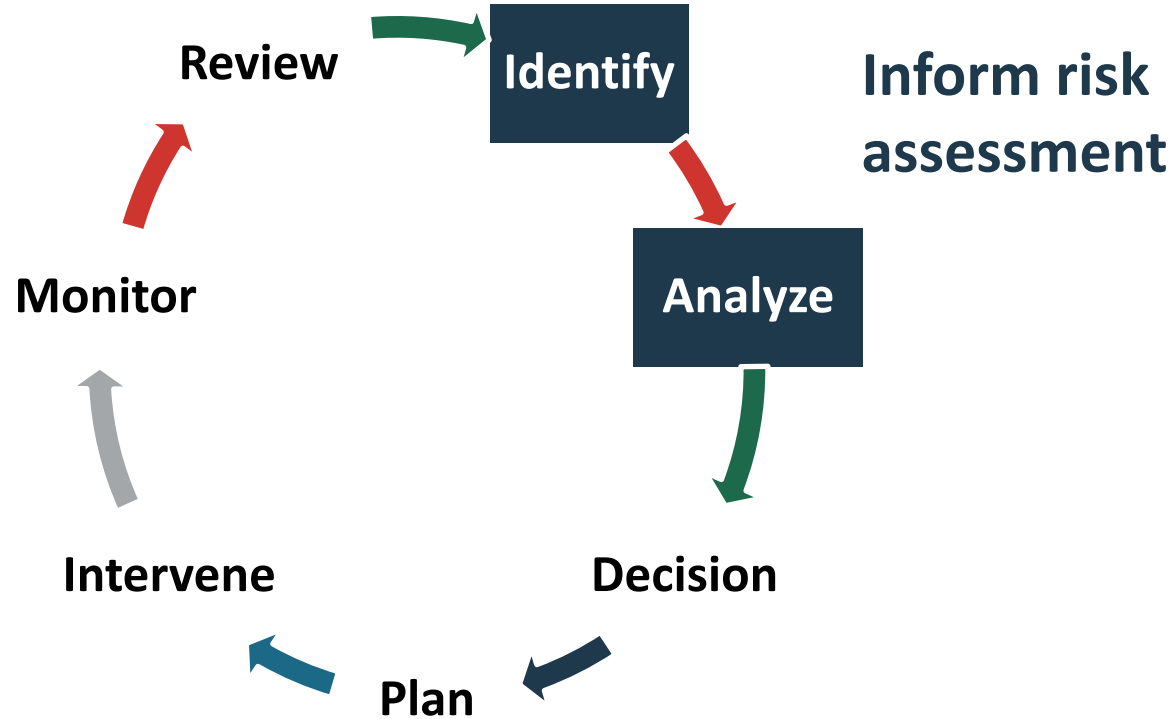 Review
Identify
Inform risk
assessment
Monitor
Analyze
Intervene
Decision
Plan